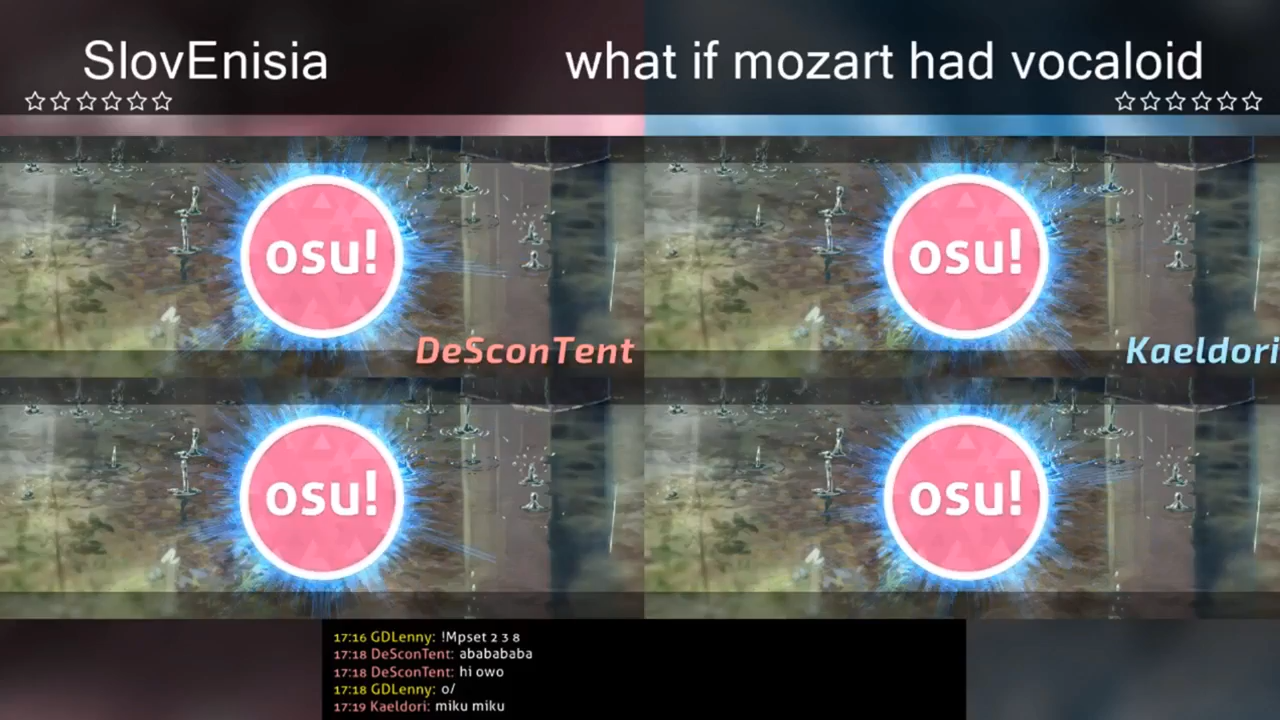 SlovEnisia
what if mozart had vocaloid
osu!
osu!
DeSconTent
Kaeldori
osu!
osu!
17:16 GDLenny: !Mpset 2 3 8
17:18 DeSconTent: abababaaba
17:18 DeSconTent: hi owo
17:18 GDLenny: o/
17:19 Kaeldori: miku miku